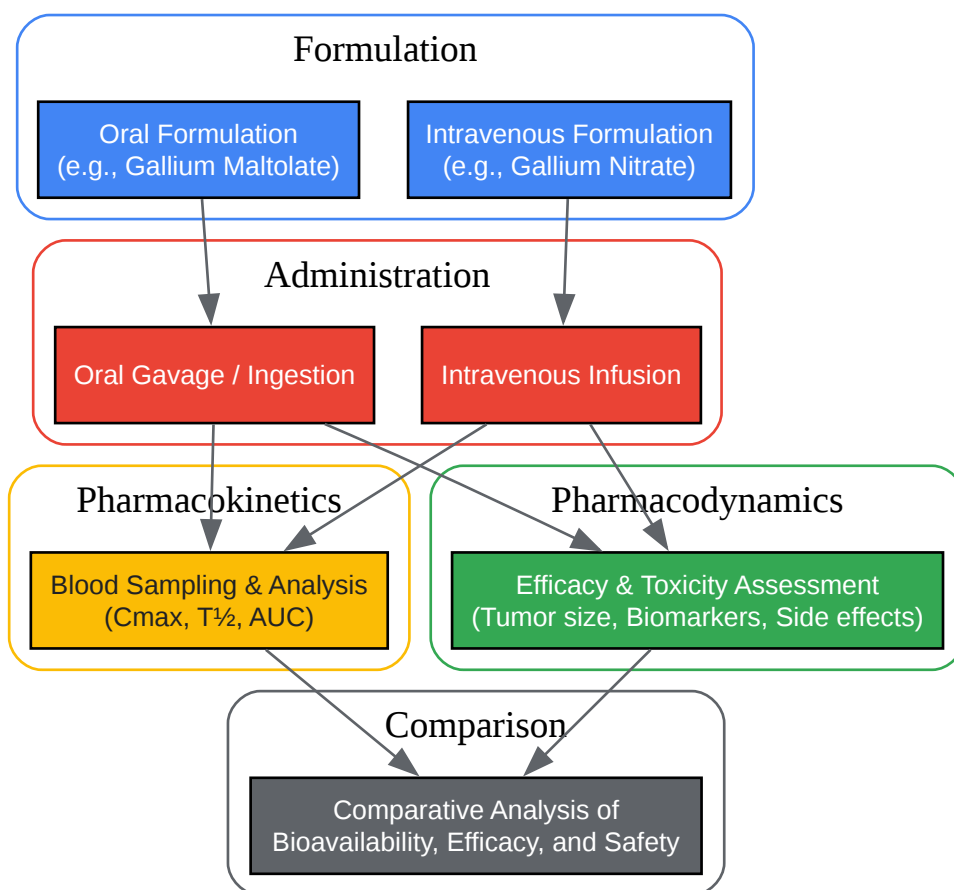 Formulation
Oral Formulation
(e.g., Gallium Maltolate)
Intravenous Formulation
(e.g., Gallium Nitrate)
Administration
Oral Gavage / Ingestion
Intravenous Infusion
Pharmacokinetics
Blood Sampling & Analysis
(Cmax, T½, AUC)
Pharmacodynamics
Efficacy & Toxicity Assessment
(Tumor size, Biomarkers, Side effects)
Comparison
Comparative Analysis of
Bioavailability, Efficacy, and Safety